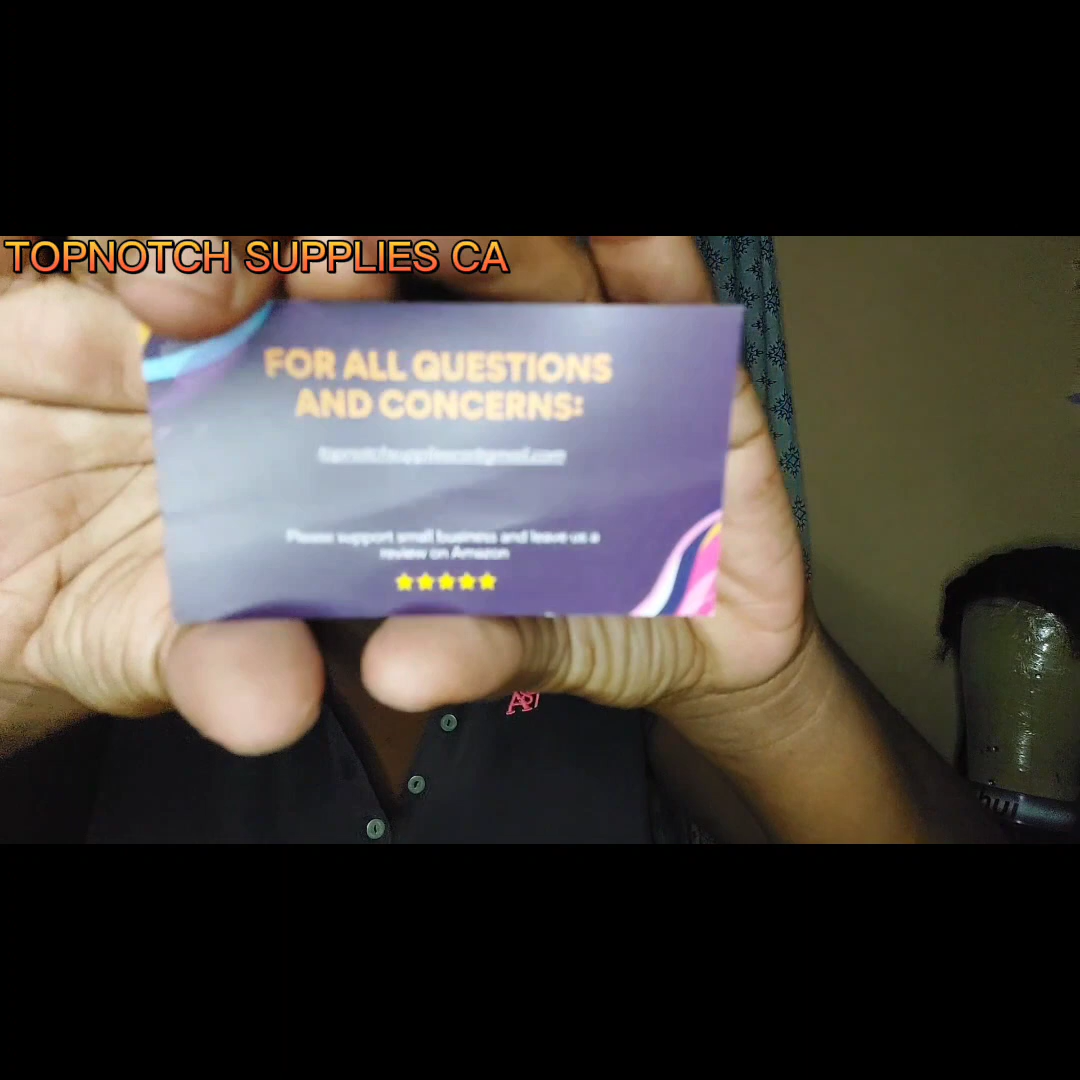 TOPNOTCH SUPPLIES CA
FOR ALL QUESTIONS
AND CONCERNS:
Please support small business and leave us a
review on Amazon